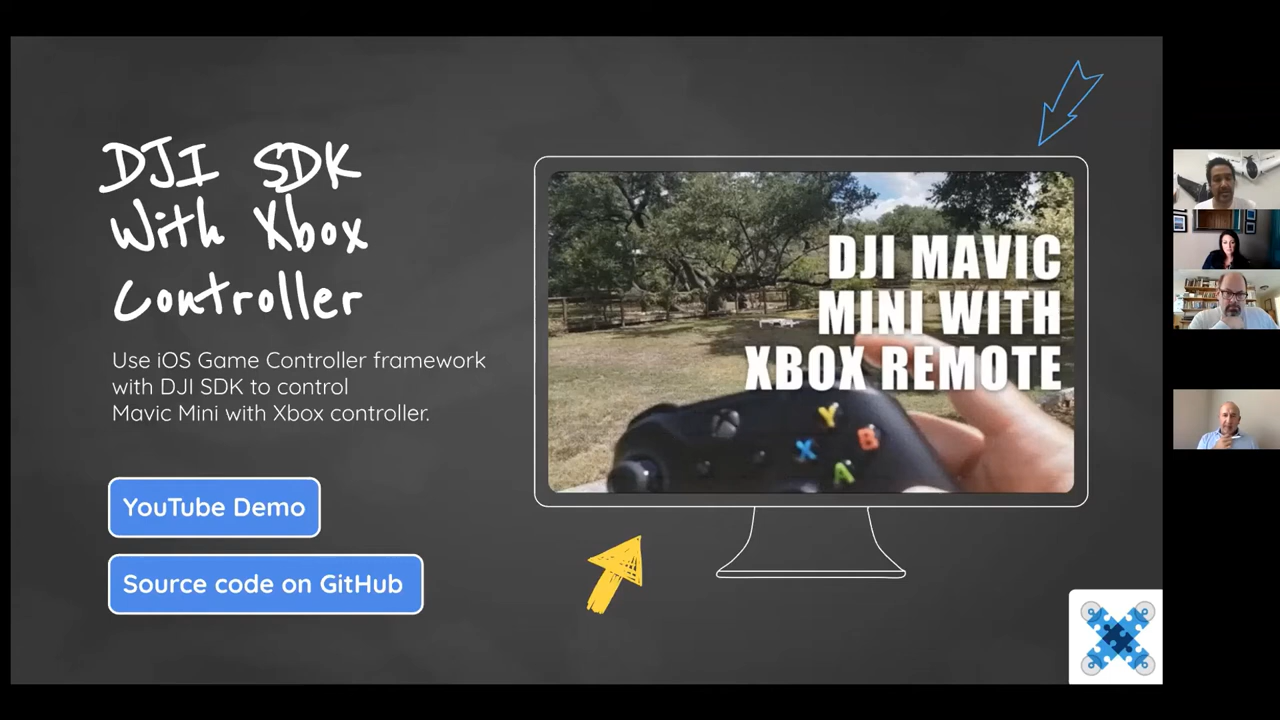 DJI SDK
With Xbox
Controller
Use iOS Game Controller framework
with DJI SDK to control
Mavic Mini with Xbox controller.
YouTube Demo
Source code on GitHub
DJI MAVIC
MINI WITH
XBOX REMOTE
Y
B
X
A